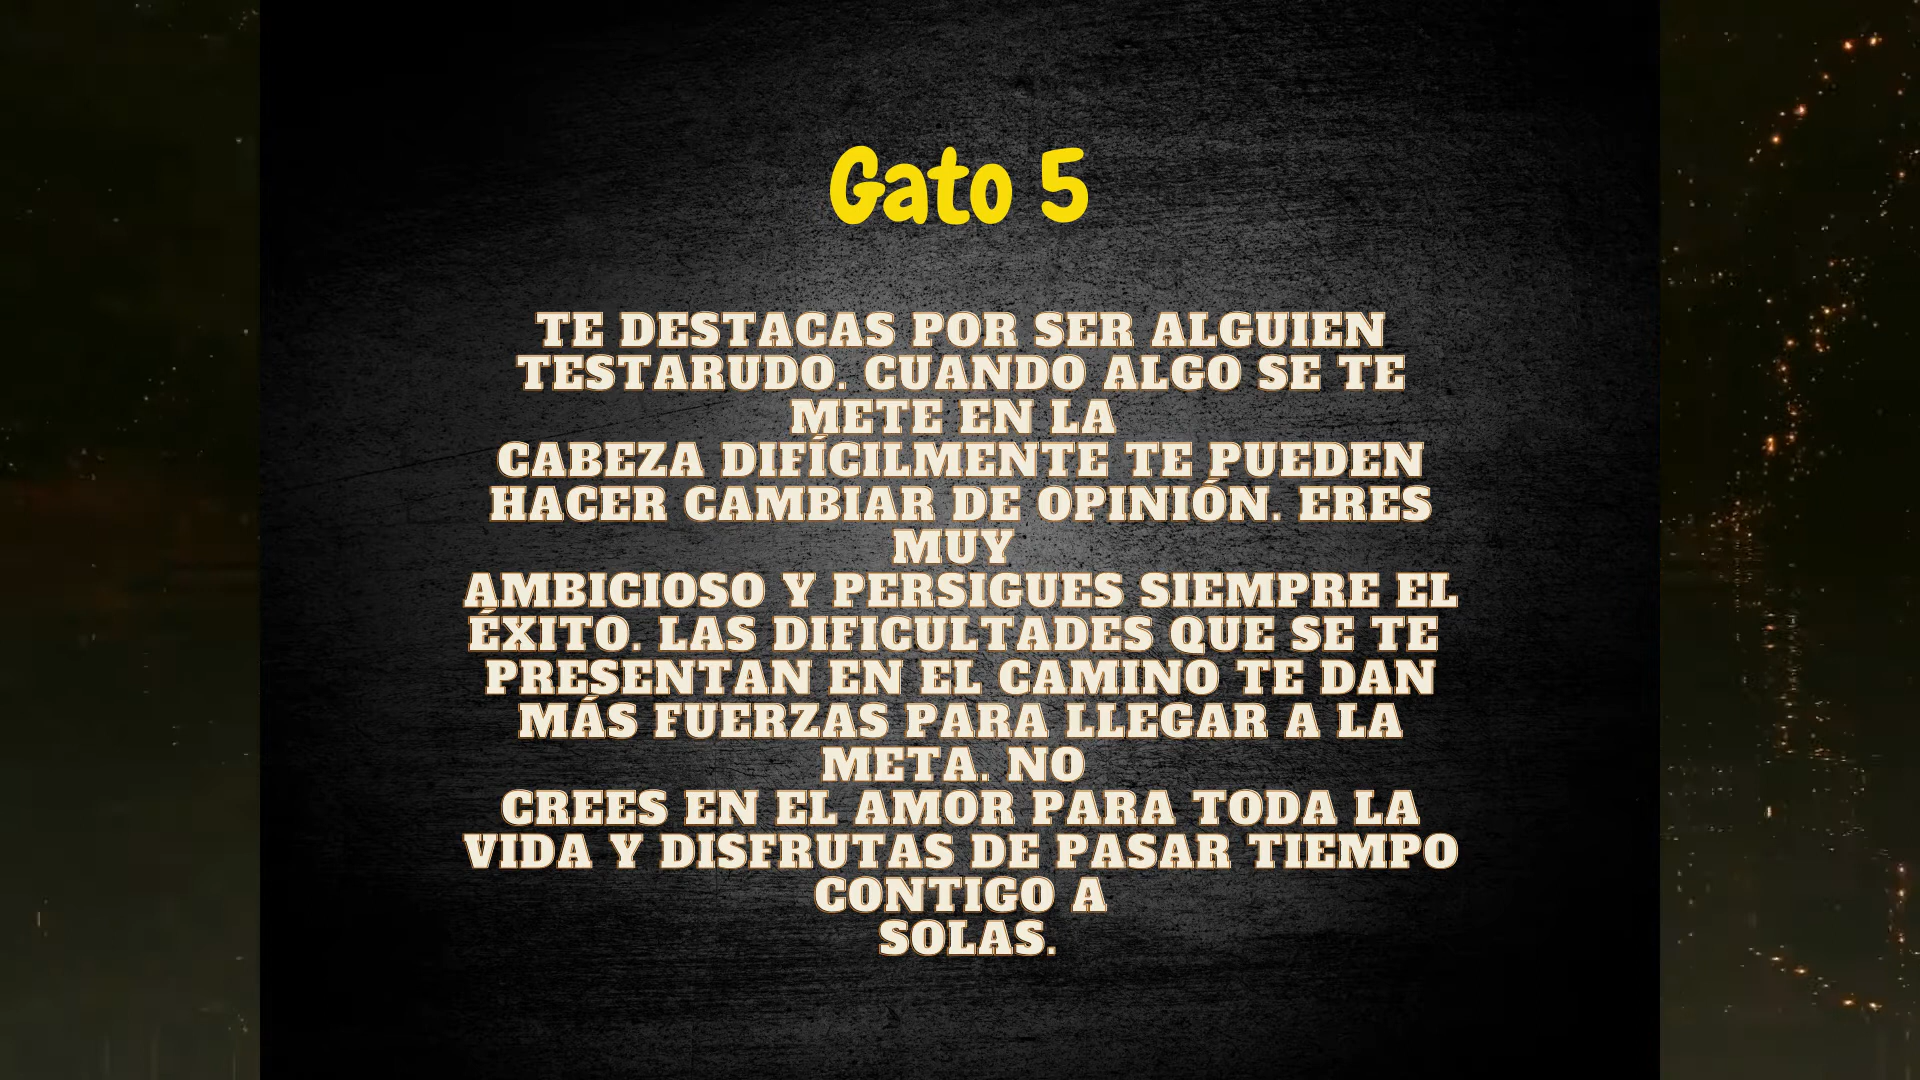 Gato 5
TE DESTACAS POR SER ALGUIEN
TESTARUDO. CUANDO ALGO SE TE
METE EN LA
CABEZA DIFÍCILMENTE TE PUEDEN
HACER CAMBIAR DE OPINIÓN. ERES
MUY
AMBICIOSO Y PERSIGUES SIEMPRE EL
ÉXITO. LAS DIFICULTADES QUE SE TE
PRESENTAN EN EL CAMINO TE DAN
MÁS FUERZAS PARA LLEGAR A LA
META. NO
CREES EN EL AMOR PARA TODA LA
VIDA Y DISFRUTAS DE PASAR TIEMPO
CONTIGO A
SOLAS.